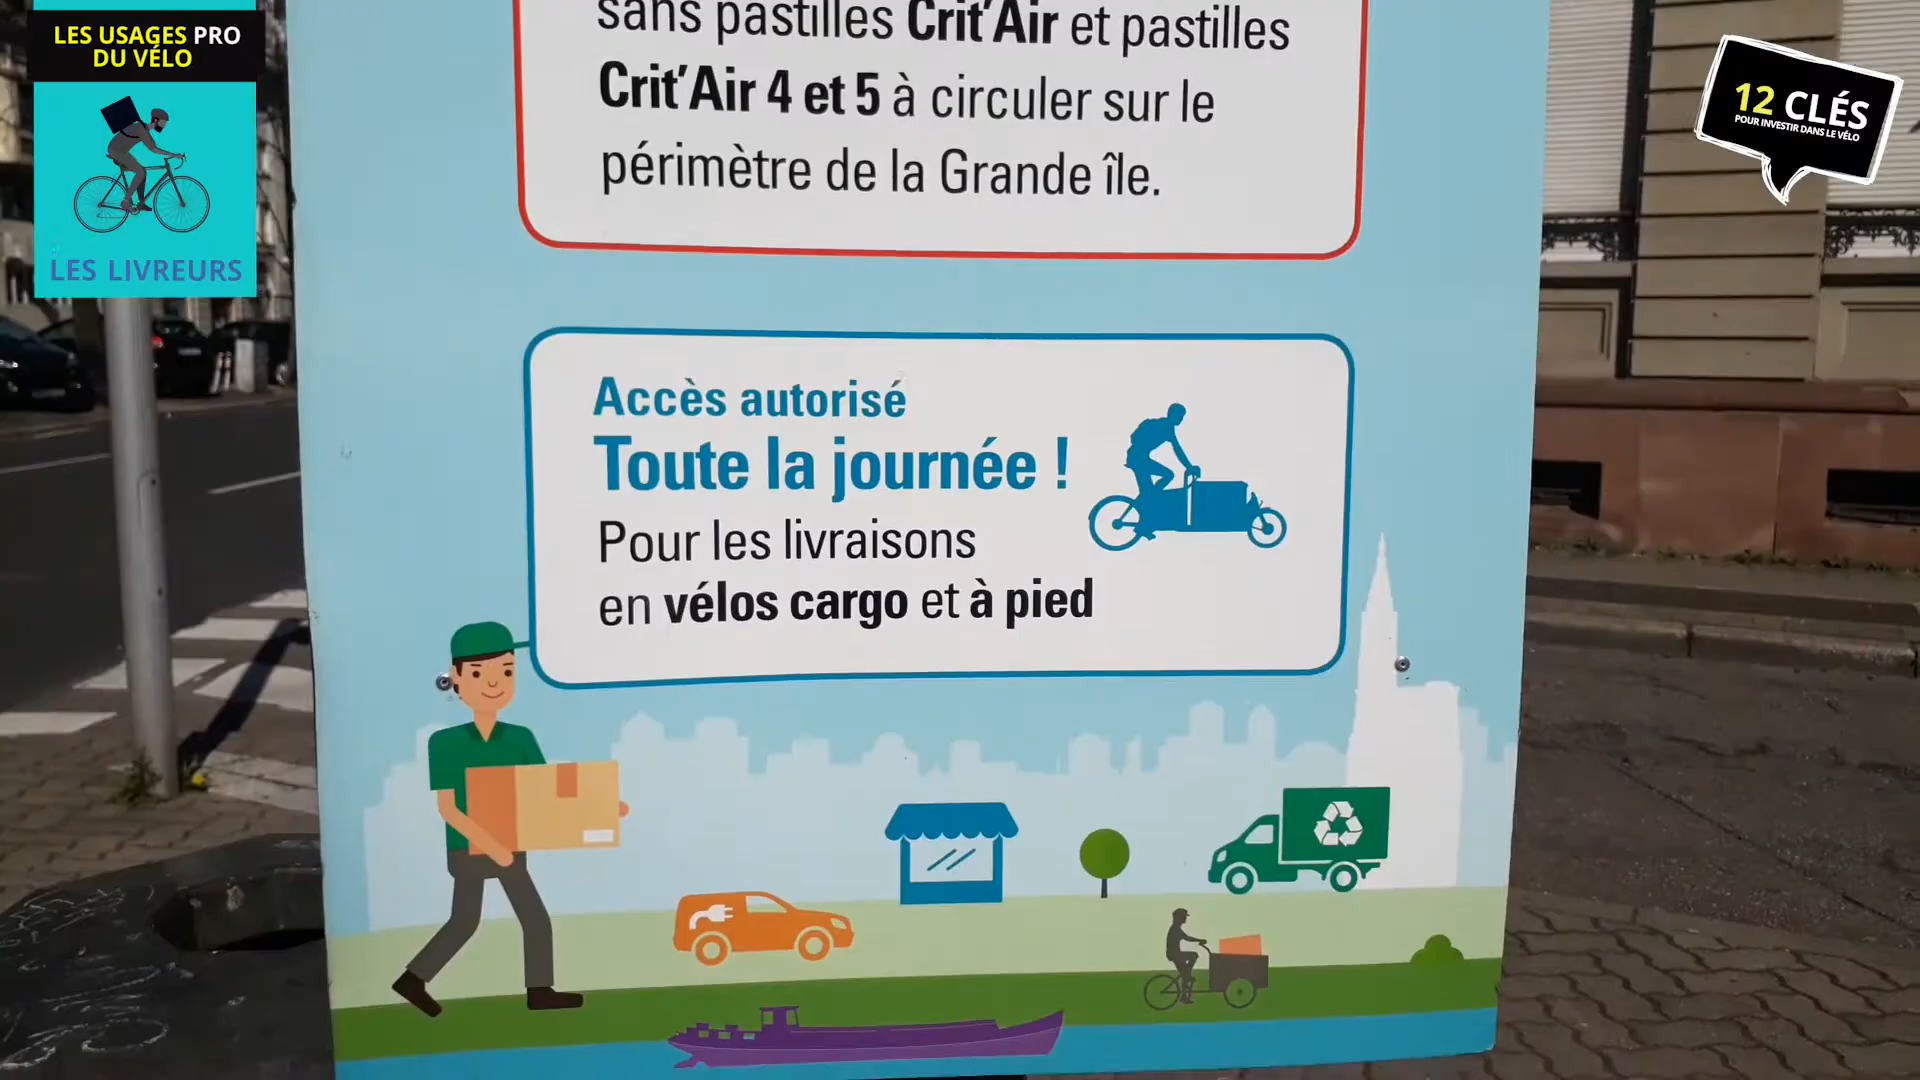 LES USAGES PRO
DU VÉLO
LES LIVREURS
12 CLÉS
POUR INVESTIR DANS LE VÉLO
sans pastilles Crit'Air et pastilles
Crit'Air 4 et 5 à circuler sur le
périmètre de la Grande île.
Accès autorisé
Toute la journée !
Pour les livraisons
en vélos cargo et à pied